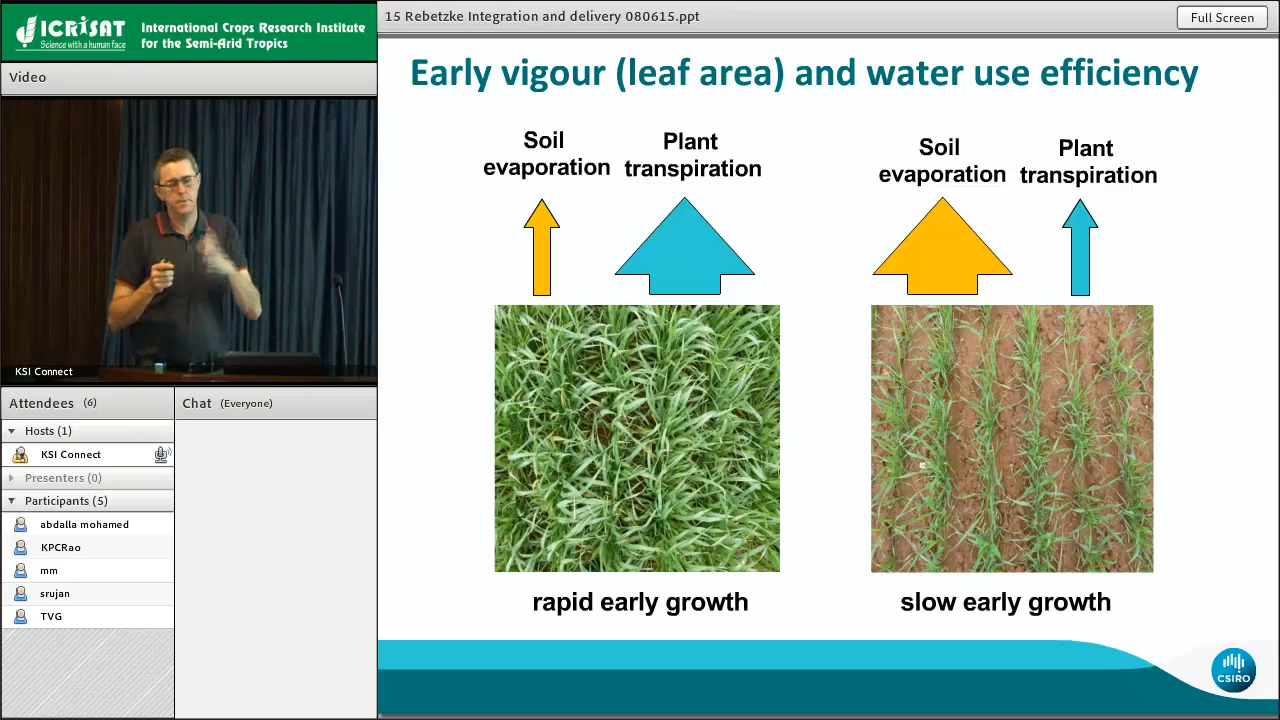 ICRISAT
Science with a human face
International Crops Research Institute
for the Semi-Arid Tropics
Video
KSI Connect
Attendees (6)
Hosts (1)
KSI Connect
Presenters (0)
Participants (5)
abdalla mohamed
KPCRao
mm
srujan
TVG
Chat (Everyone)
15 Rebetzke Integration and delivery 080615.ppt
Full Screen
Early vigour (leaf area) and water use efficiency
Soil
evaporation
Plant
transpiration
Soil
evaporation
Plant
transpiration
rapid early growth
slow early growth
CSIRO